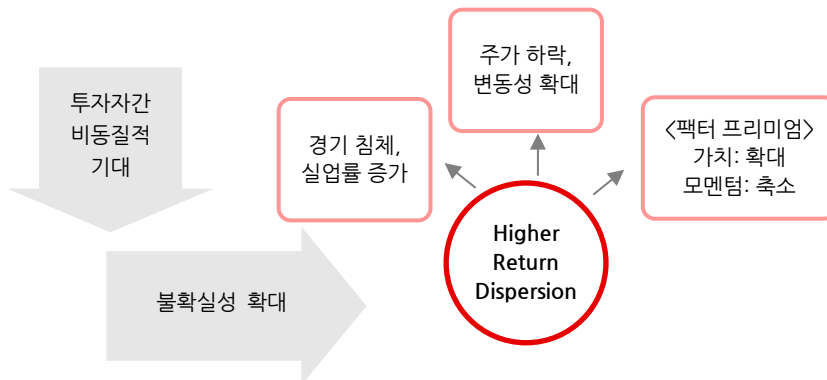 투자자간
비동질적
기대
불확실성 확대
경기 침체,
실업률 증가
주가 하락,
변동성 확대
<팩터 프리미엄>
가치: 확대
모멘텀: 축소
Higher
Return
Dispersion